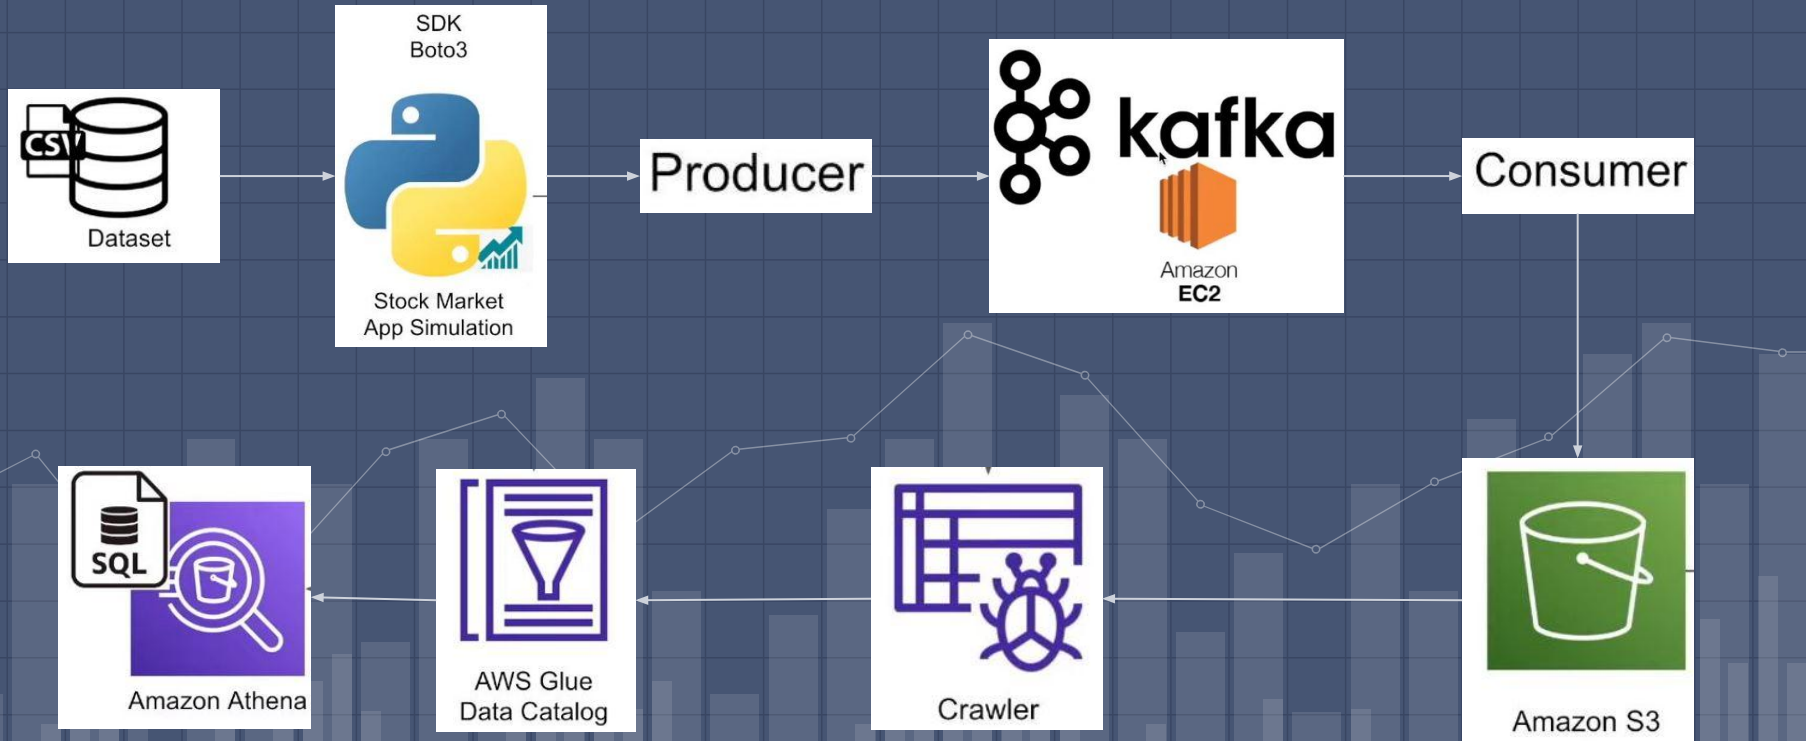 SDK
Boto3
CSV
Dataset
Stock Market
App Simulation
Producer
kafka
Amazon
EC2
Consumer
SQL
Amazon Athena
AWS Glue
Data Catalog
Crawler
Amazon S3